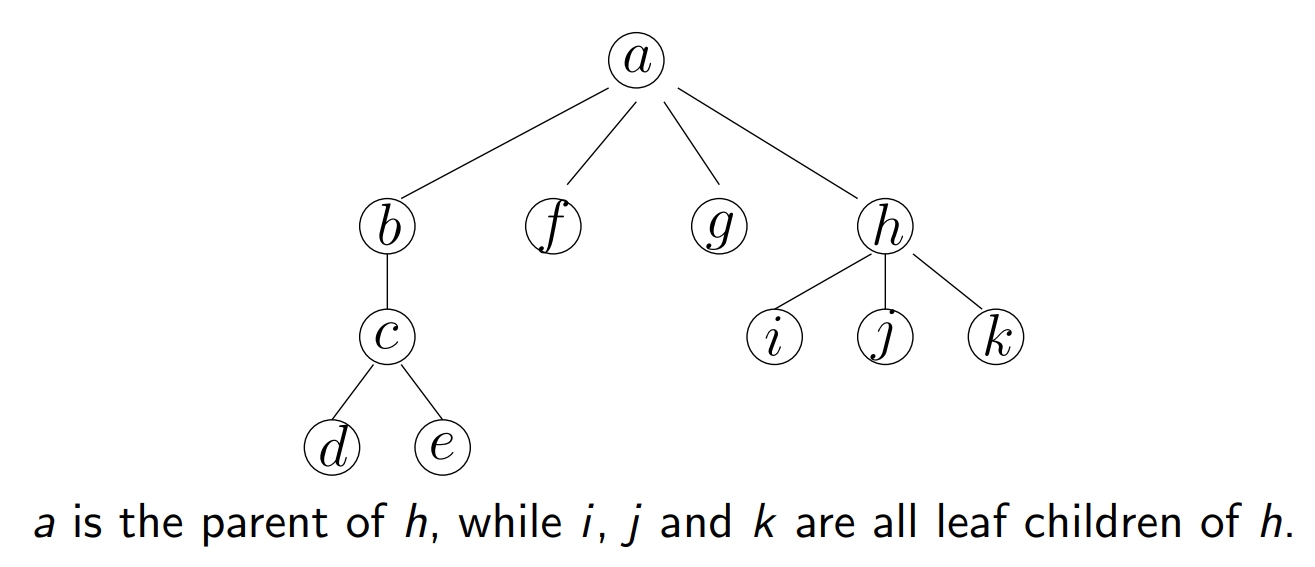 a
b f g h
c i j k
d e
a is the parent of h, while i, j and k are all leaf children of h.